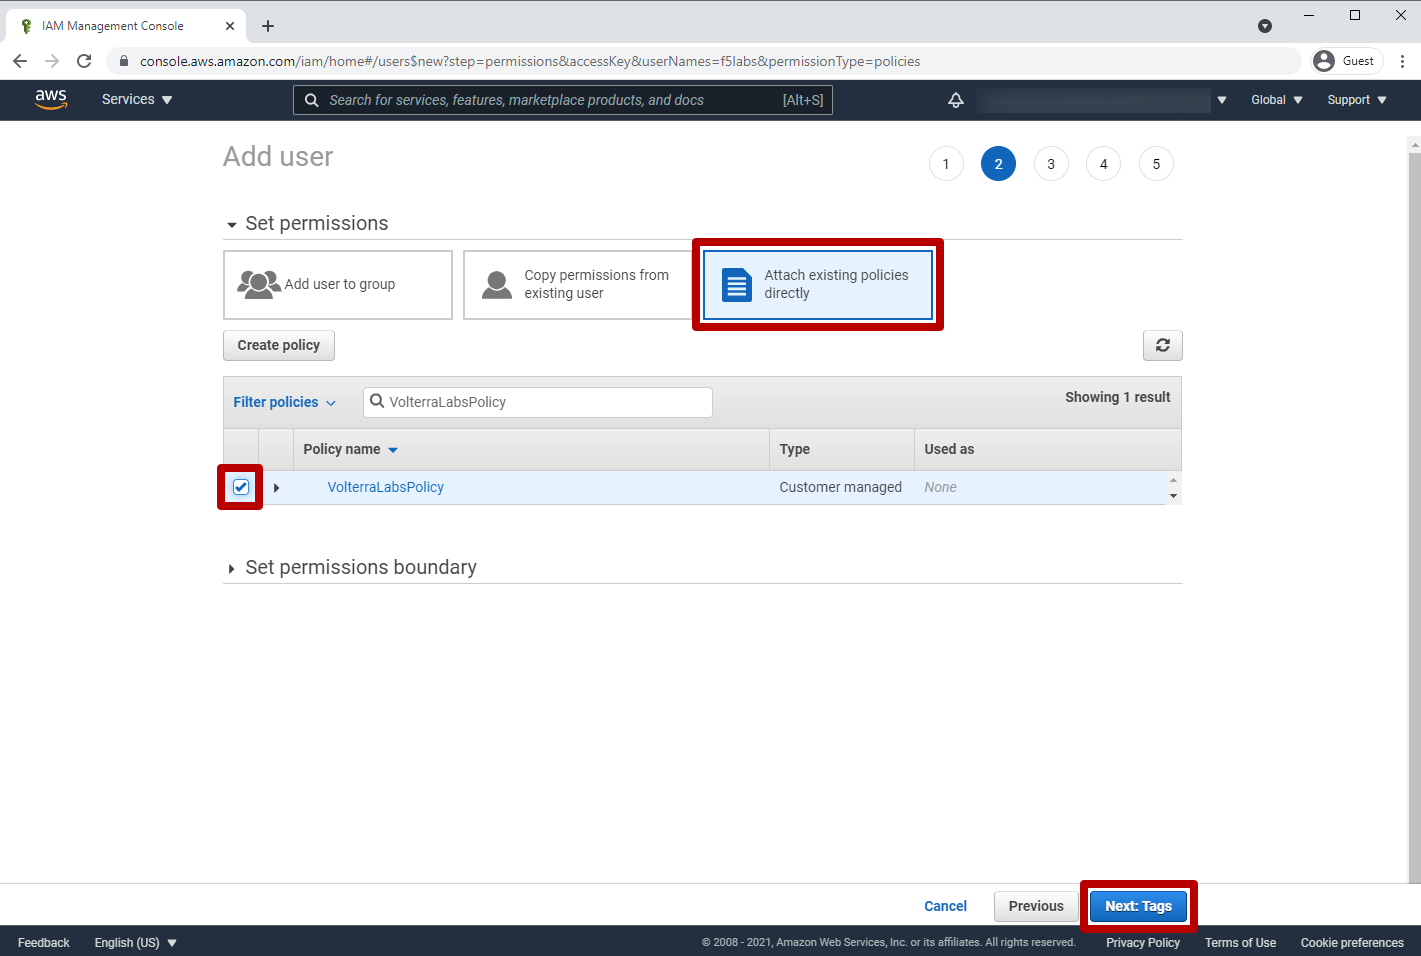 IAM Management Console
console.aws.amazon.com/iam/home#/users$new?step=permissions&accessKey&userNames=f5labs&permissionType=policies
Guest
aws
Services
Search for services, features, marketplace products, and docs
[Alt+S]
Global
Support
Add user
1
2
3
4
5
Set permissions
Add user to group
Copy permissions from
existing user
Attach existing policies
directly
Create policy
Filter policies
VolterraLabsPolicy
Showing 1 result
Policy name
Type
Used as
VolterraLabsPolicy
Customer managed
None
Set permissions boundary
Cancel
Previous
Next: Tags
Feedback
English (US)
© 2008 - 2021, Amazon Web Services, Inc. or its affiliates. All rights reserved.
Privacy Policy
Terms of Use
Cookie preferences